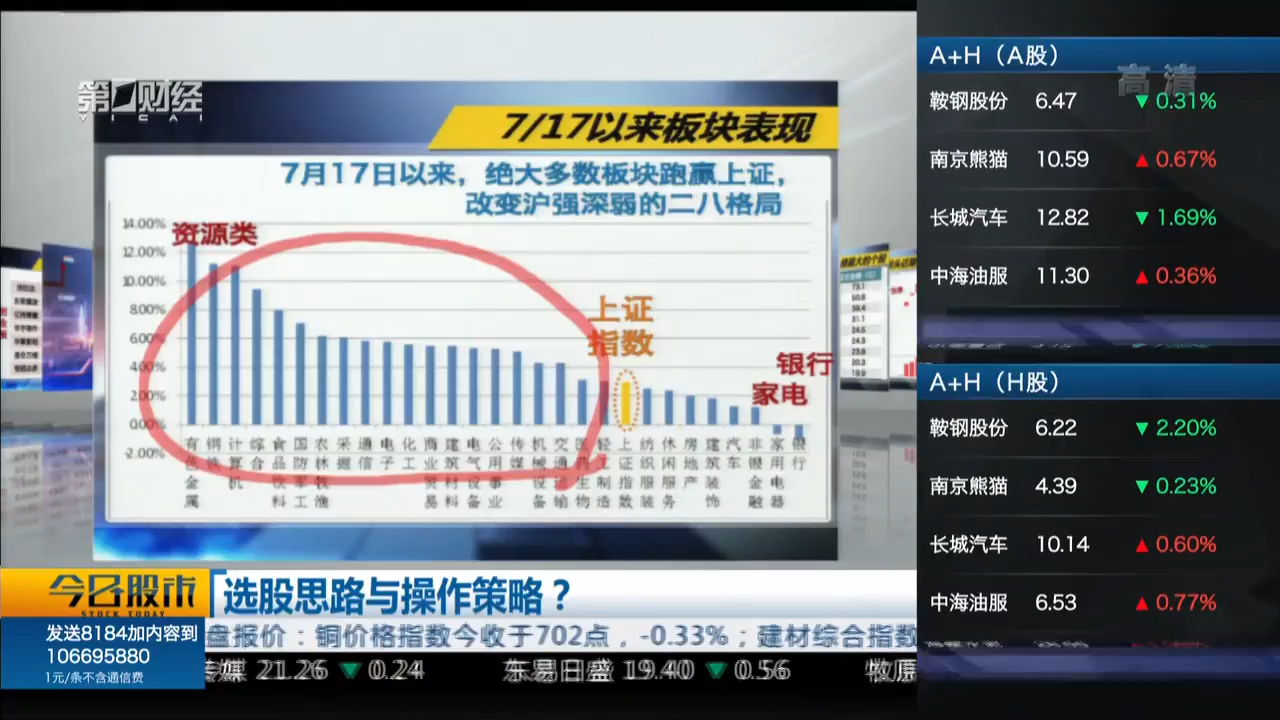 第一财经
YICAI
7/17以来板块表现
7月17日以来，绝大多数板块跑赢上证，
改变沪强深弱的二八格局
14.00%
12.00%
10.00%
8.00%
6.00%
4.00%
2.00%
0.00%
-2.00%
资源类
上证
指数
银行
家电
有色金属
钢铁
计算机
综合
食品饮料
国防军工
农林牧渔
采掘
通信
电子
化工
商业贸易
建筑材料
电气设备
公用事业
传媒
机械设备
交通运输
医药生物
轻工制造
上证指数
纺织服装
休闲服务
房地产
建筑装饰
汽车
非银金融
家用电器
银行
今日股市
STOCK TODAY
选股思路与操作策略？
发送8184加内容到
106695880
1元/条不含通信费
盘报价：铜价格指数今收于702点，-0.33%；建材综合指数
传媒 21.26 ▼ 0.24 东易日盛 19.40 ▼ 0.56 牧原
高清
A+H（A股）
鞍钢股份 6.47 ▼ 0.31%
南京熊猫 10.59 ▲ 0.67%
长城汽车 12.82 ▼ 1.69%
中海油服 11.30 ▲ 0.36%
A+H（H股）
鞍钢股份 6.22 ▼ 2.20%
南京熊猫 4.39 ▼ 0.23%
长城汽车 10.14 ▲ 0.60%
中海油服 6.53 ▲ 0.77%